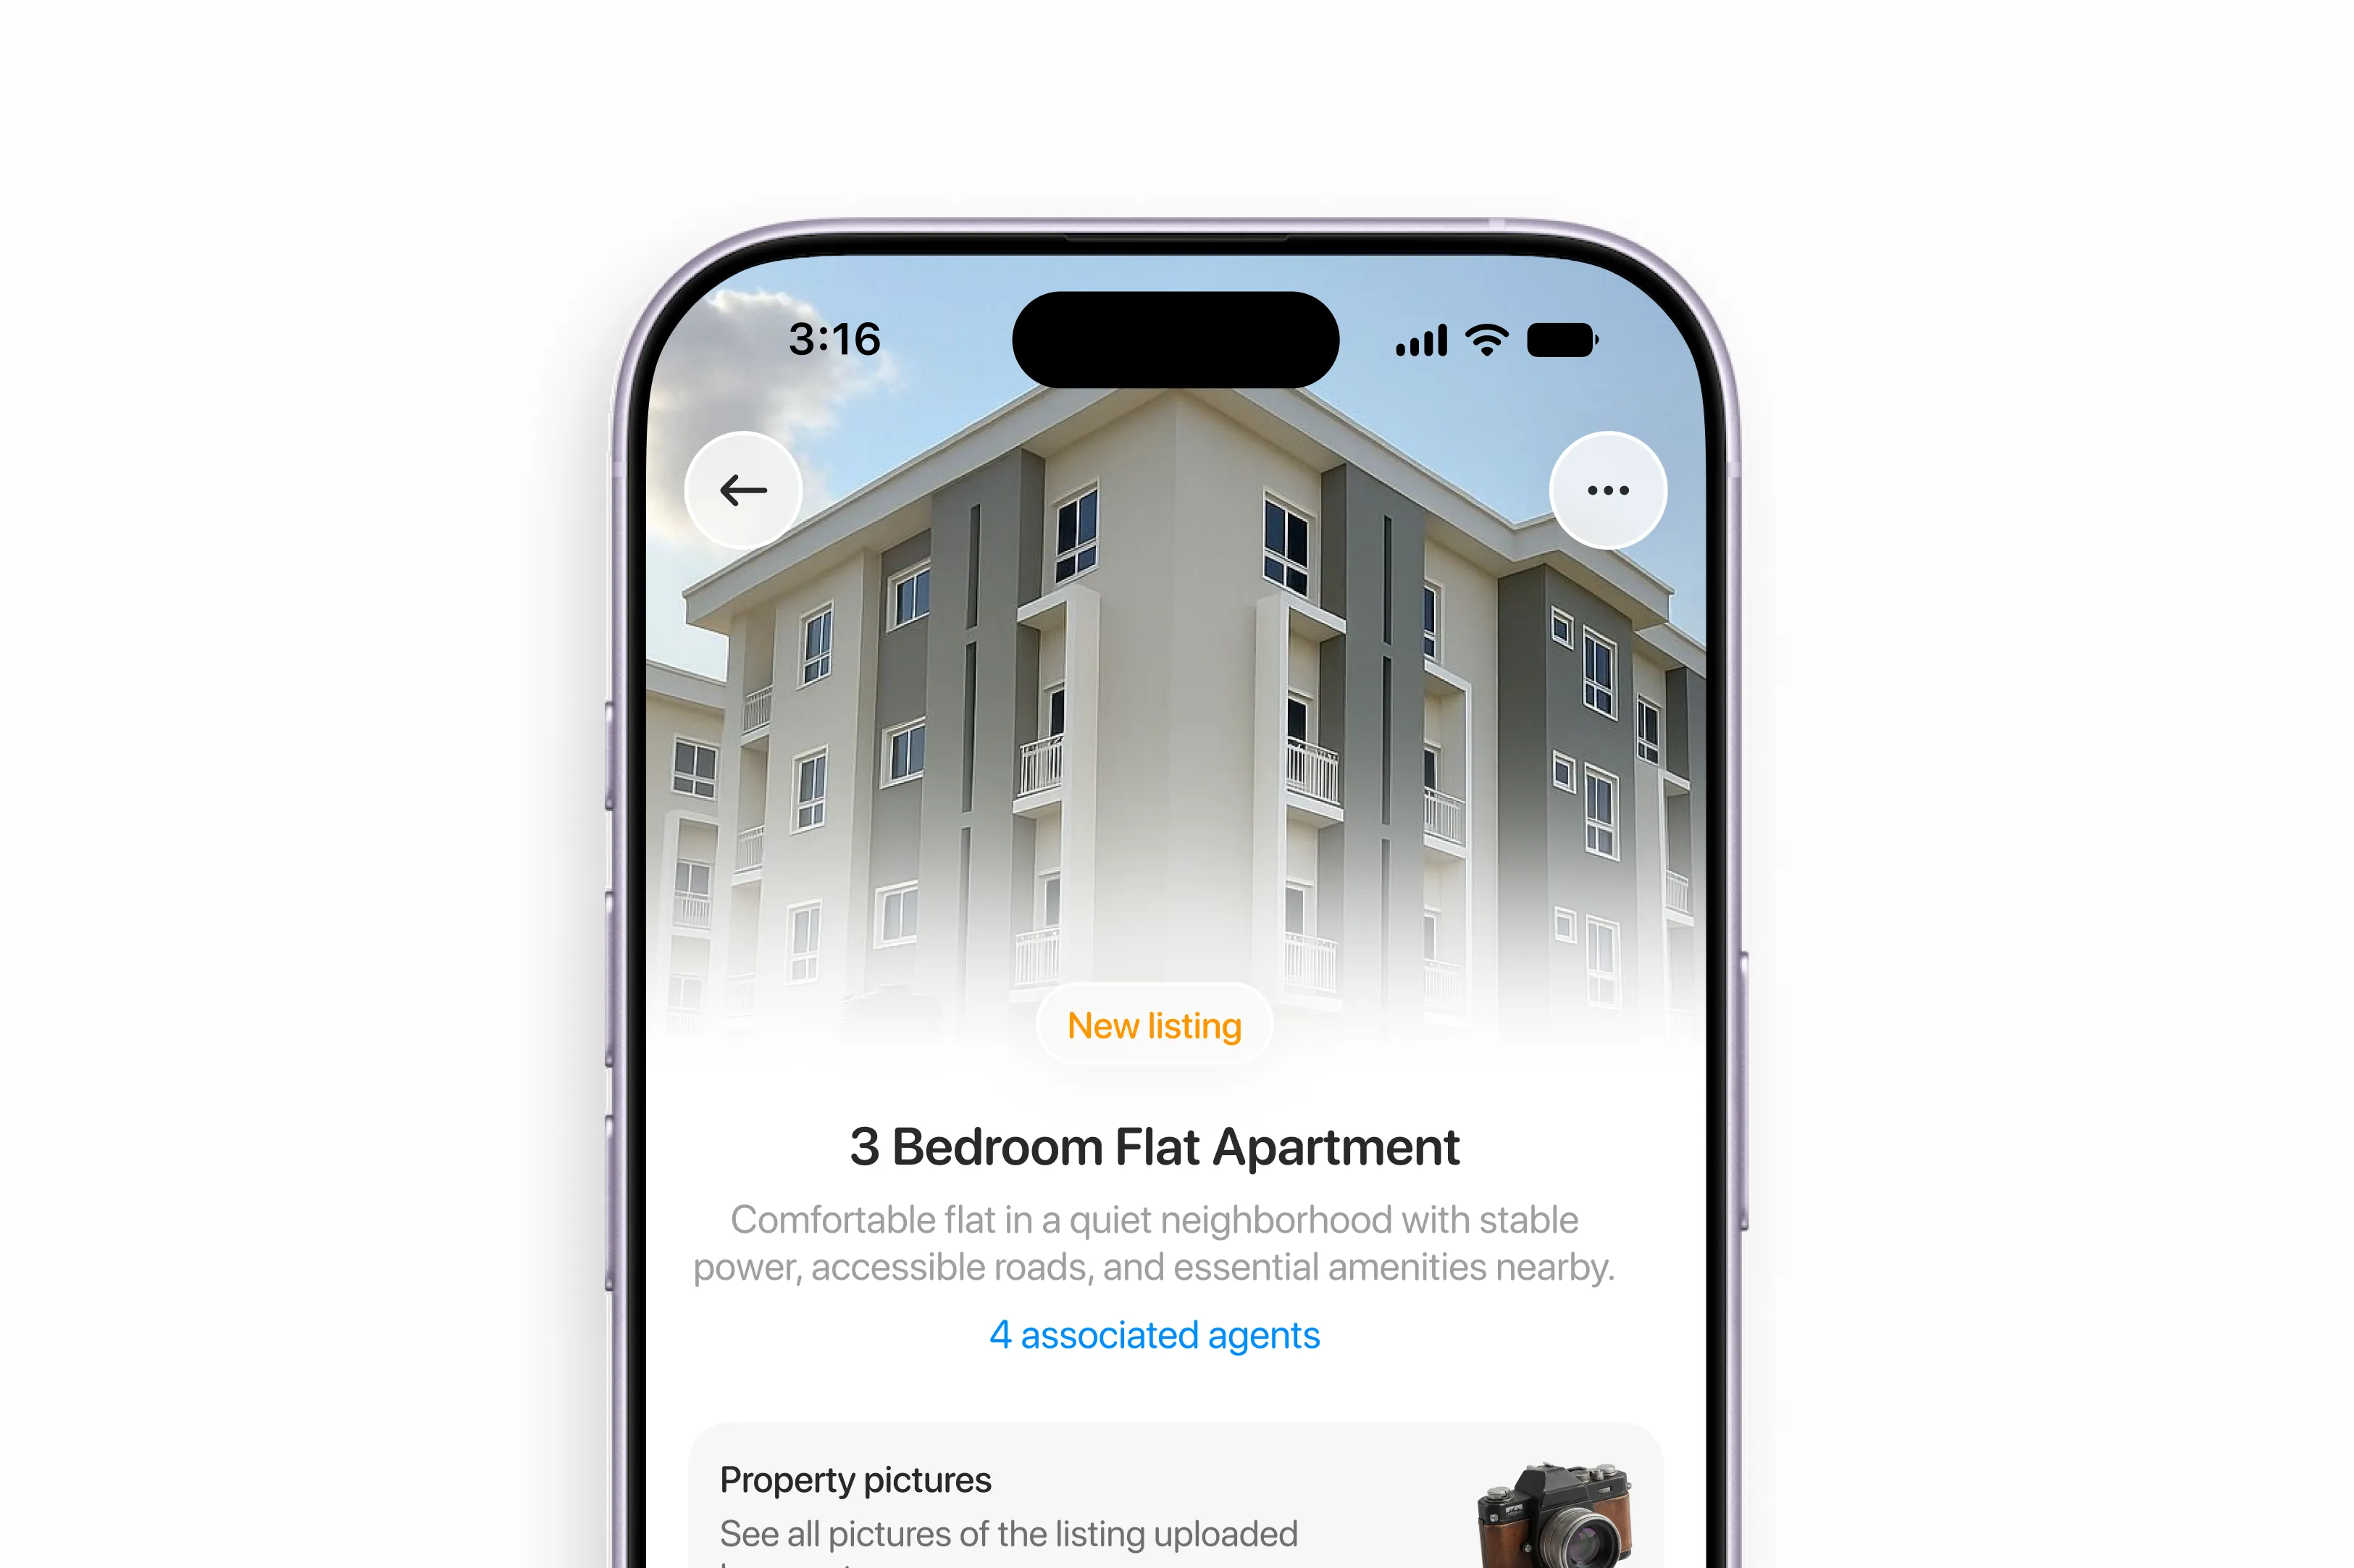 3:16
New listing
3 Bedroom Flat Apartment
Comfortable flat in a quiet neighborhood with stable
power, accessible roads, and essential amenities nearby.
4 associated agents
Property pictures
See all pictures of the listing uploaded